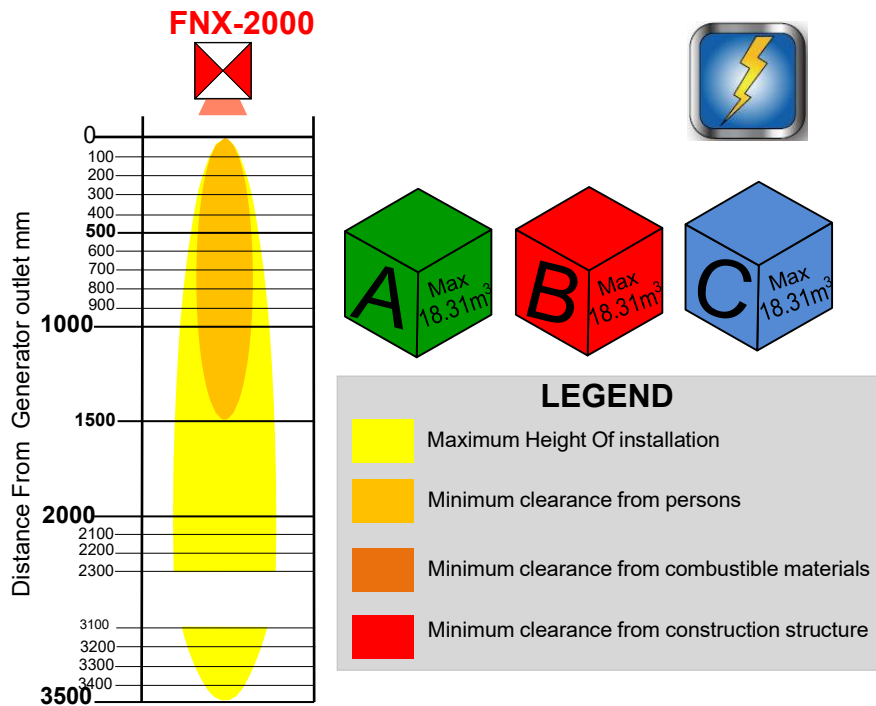 FNX-2000
Distance From Generator outlet mm
0
100
200
300
400
500
600
700
800
900
1000
1500
2000
2100
2200
2300
3100
3200
3300
3400
3500
A
Max
18.31m³
B
Max
18.31m³
C
Max
18.31m³
LEGEND
Maximum Height Of installation
Minimum clearance from persons
Minimum clearance from combustible materials
Minimum clearance from construction structure